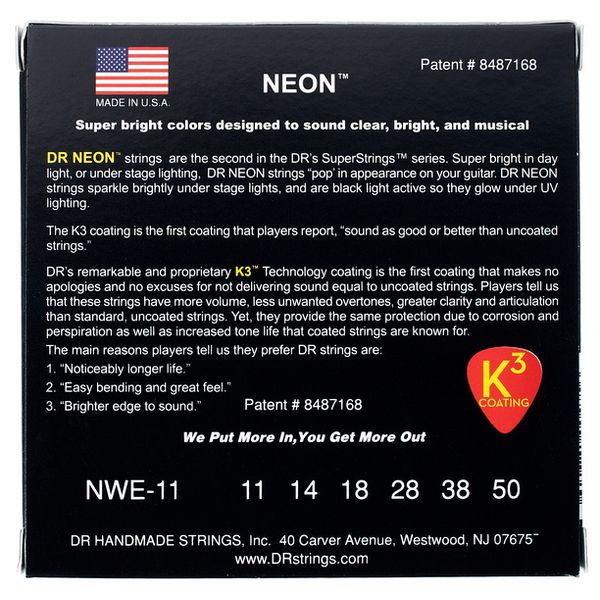 Patent # 8487168
NEON™
MADE IN U.S.A.
Super bright colors designed to sound clear, bright, and musical
DR NEON™ strings are the second in the DR's SuperStrings™ series. Super bright in day
light, or under stage lighting, DR NEON strings "pop' in appearance on your guitar. DR NEON
strings sparkle brightly under stage lights, and are black light active so they glow under UV
lighting.
The K3 coating is the first coating that players report, "sound as good or better than uncoated
strings."
DR's remarkable and proprietary K3™ Technology coating is the first coating that makes no
apologies and no excuses for not delivering sound equal to uncoated strings. Players tell us
that these strings have more volume, less unwanted overtones, greater clarity and articulation
than standard, uncoated strings. Yet, they provide the same protection due to corrosion and
perspiration as well as increased tone life that coated strings are known for.
The main reasons players tell us they prefer DR strings are:
1. "Noticeably longer life."
2. "Easy bending and great feel."
3. "Brighter edge to sound."
Patent # 8487168
K3
COATING
We Put More In,You Get More Out
NWE-11 11 14 18 28 38 50
DR HANDMADE STRINGS, Inc. 40 Carver Avenue, Westwood, NJ 07675
www.DRstrings.com